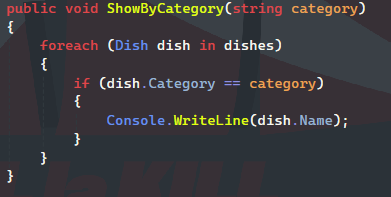 public void ShowByCategory(string category)
{
    foreach (Dish dish in dishes)
    {
        if (dish.Category == category)
        {
            Console.WriteLine(dish.Name);
        }
    }
}